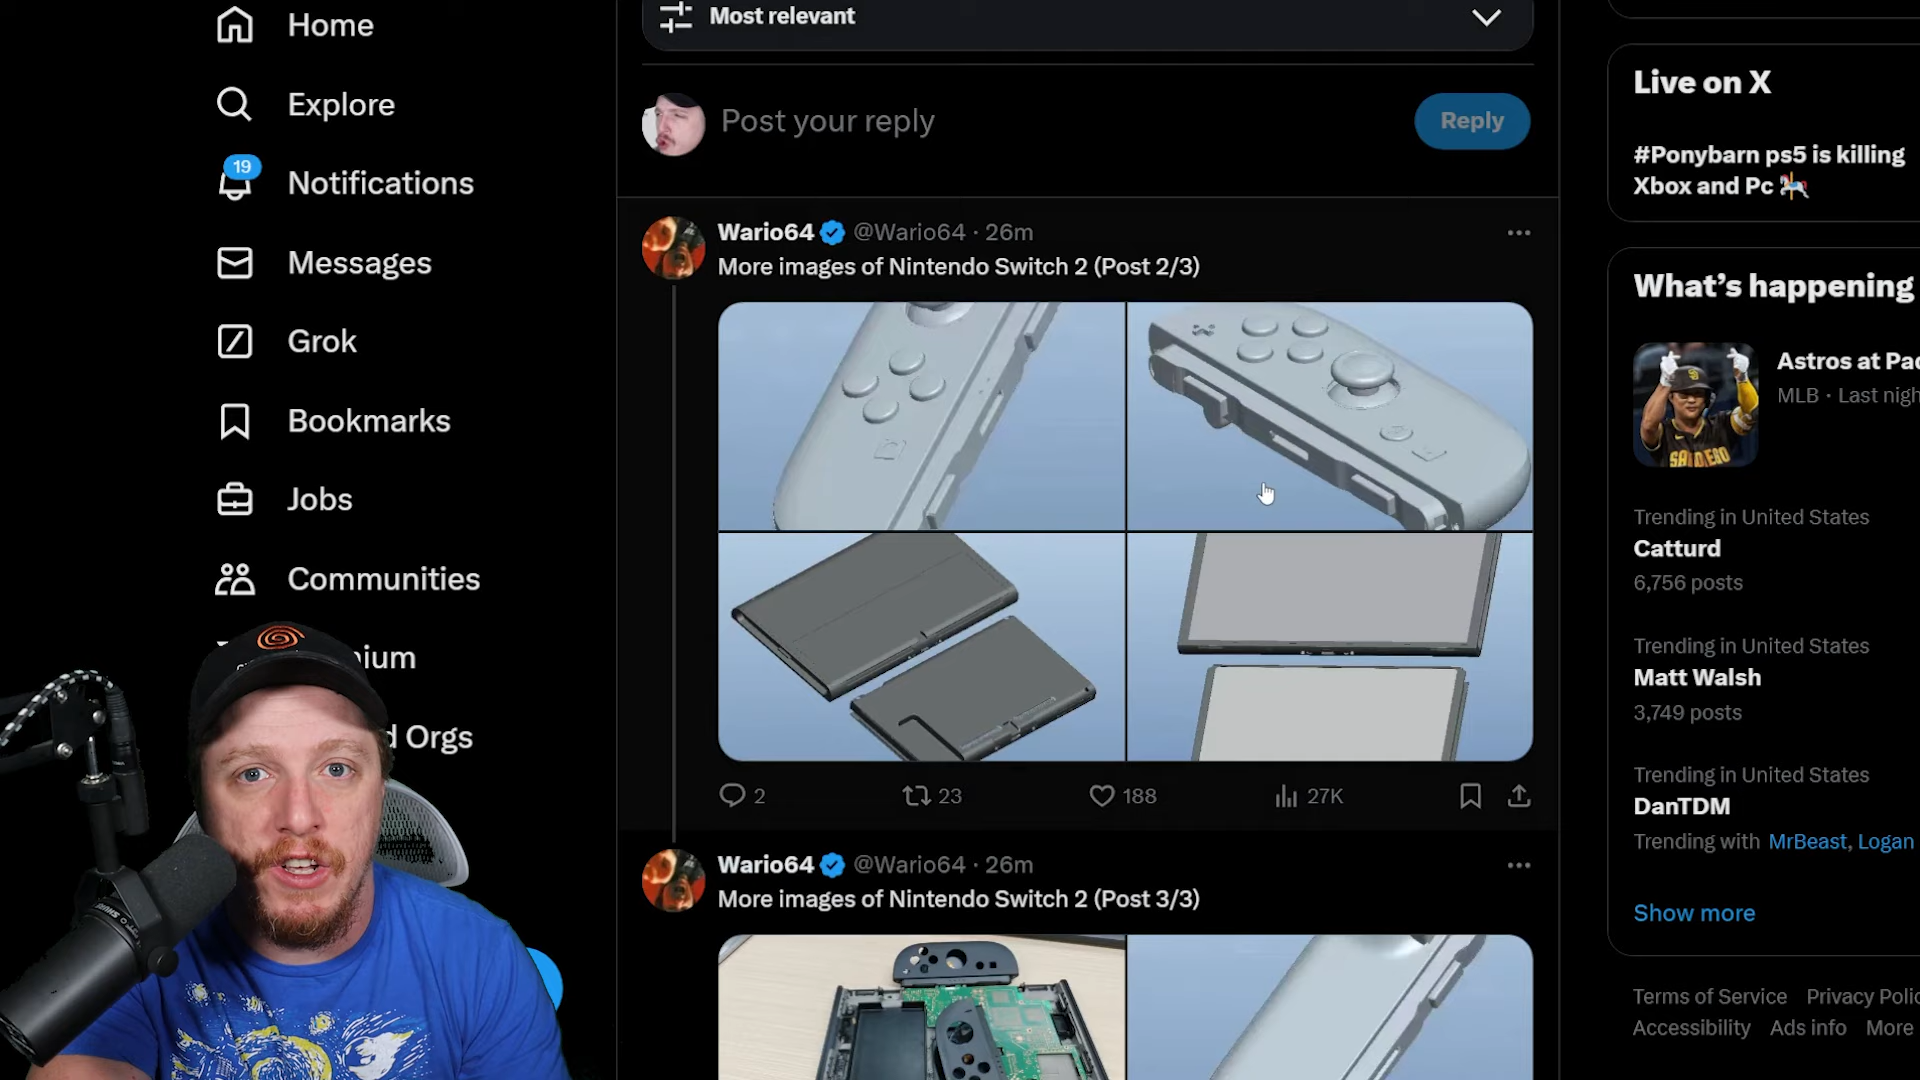 Home
Explore
19
Notifications
Messages
Grok
Bookmarks
Jobs
Communities
ium
d Orgs
Most relevant
Post your reply
Reply
Wario64 @Wario64 · 26m
More images of Nintendo Switch 2 (Post 2/3)
2 23 188 27K
Wario64 @Wario64 · 26m
More images of Nintendo Switch 2 (Post 3/3)
Live on X
#Ponybarn ps5 is killing
Xbox and Pc 🎠
What's happening
Astros at Pad
MLB · Last nigh
SAN DIEGO
Trending in United States
Catturd
6,756 posts
Trending in United States
Matt Walsh
3,749 posts
Trending in United States
DanTDM
Trending with MrBeast, Logan
Show more
Terms of Service Privacy Polic
Accessibility Ads info More
SHURE